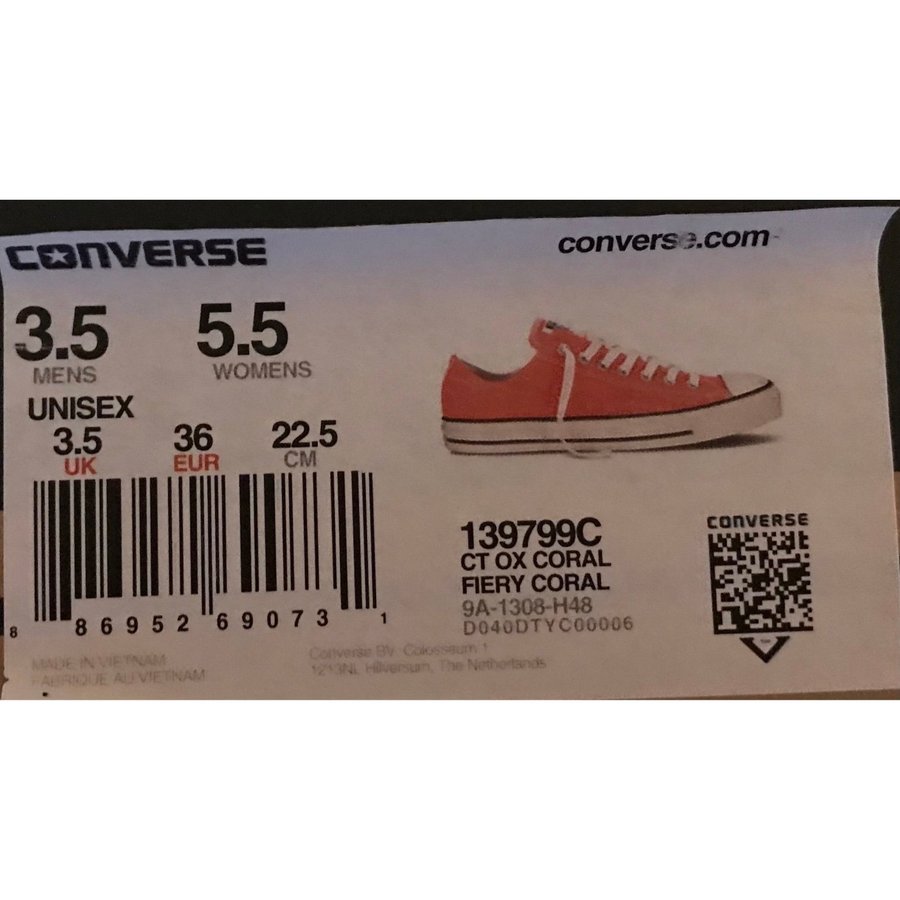 CONVERSE
converse.com
3.5 5.5
MENS WOMENS
UNISEX
3.5 36 22.5
UK EUR CM
8 86952 69073 1
MADE IN VIETNAM
FABRIQUE AU VIETNAM
Converse BV Colosseum 1
1213NL Hilversum, The Netherlands
139799C
CT OX CORAL
FIERY CORAL
9A-1308-H48
D040DTYC00006
CONVERSE